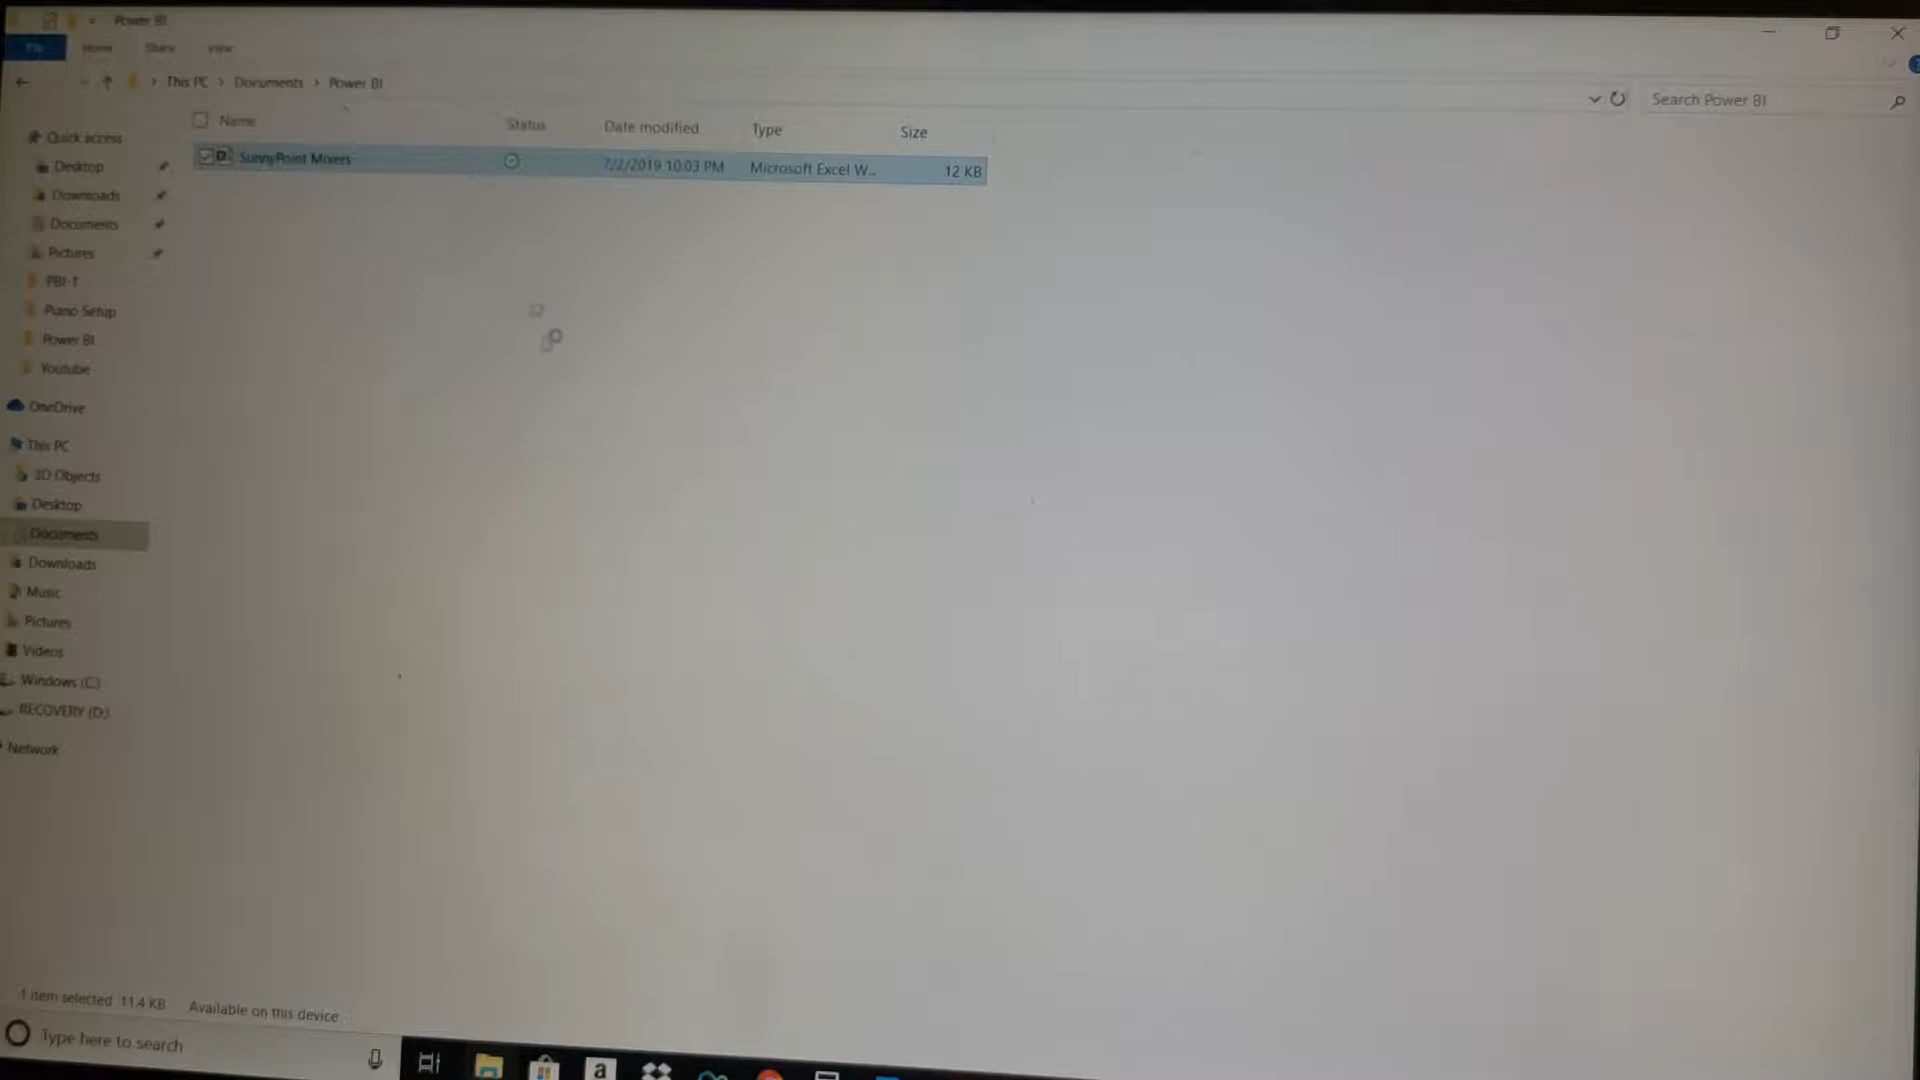 Power BI
File Home Share View
This PC > Documents > Power BI
Search Power BI
Name Status Date modified Type Size
SunnyPoint Mixers 7/2/2019 10:03 PM Microsoft Excel W... 12 KB
Quick access
Desktop
Downloads
Documents
Pictures
PBI-1
Piano Setup
Power BI
Youtube
OneDrive
This PC
3D Objects
Desktop
Documents
Downloads
Music
Pictures
Videos
Windows (C:)
RECOVERY (D:)
Network
1 item selected 11.4 KB Available on this device
Type here to search
a